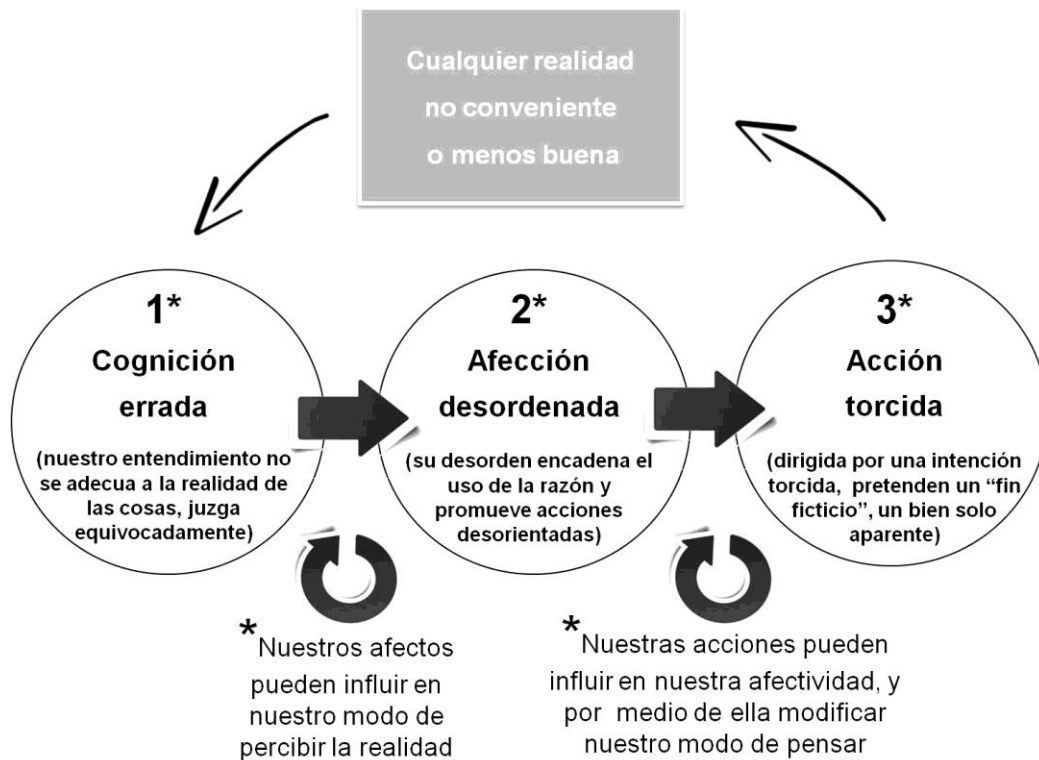 Cualquier realidad
no conveniente
o menos buena
1*
Cognición
errada
(nuestro entendimiento no
se adecua a la realidad de
las cosas, juzga
equivocadamente)
2*
Afección
desordenada
(su desorden encadena el
uso de la razón y
promueve acciones
desorientadas)
3*
Acción
torcida
(dirigida por una intención
torcida, pretenden un “fin
ficticio”, un bien solo
aparente)
*Nuestros afectos
pueden influir en
nuestro modo de
percibir la realidad
*Nuestras acciones pueden
influir en nuestra afectividad, y
por medio de ella modificar
nuestro modo de pensar